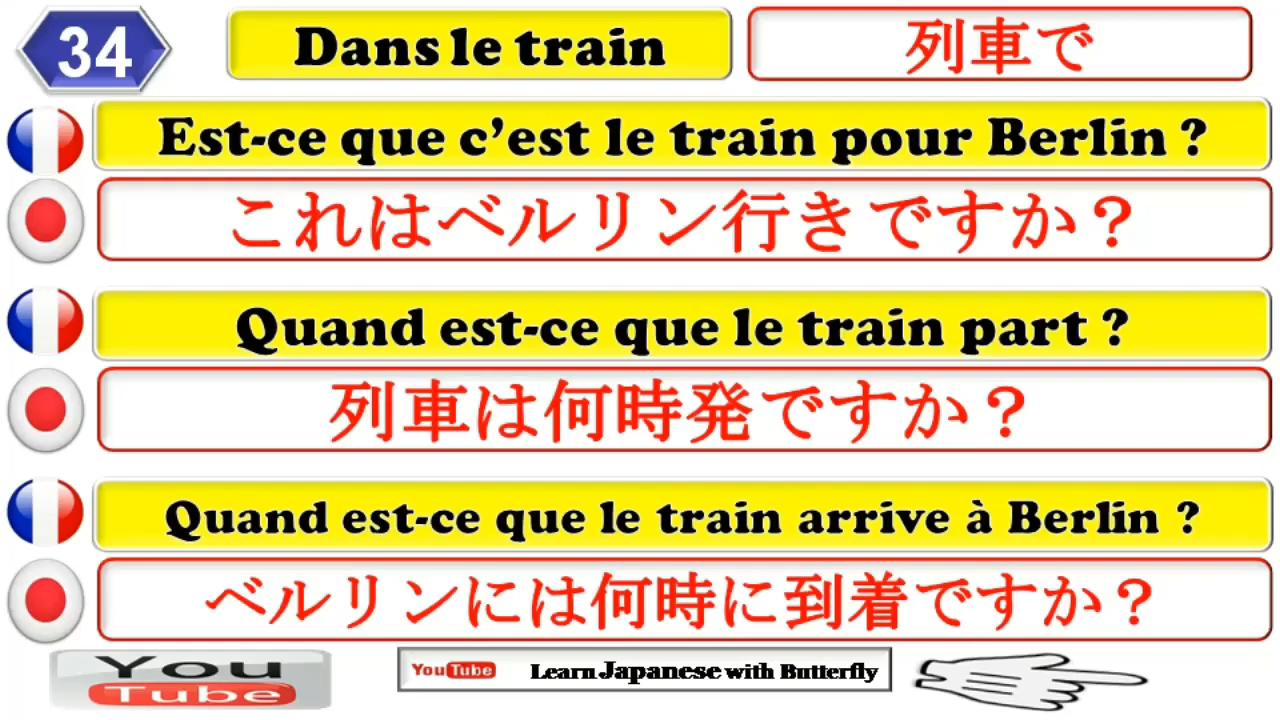 34
Dans le train
列車で
Est-ce que c’est le train pour Berlin ?
これはベルリン行きですか？
Quand est-ce que le train part ?
列車は何時発ですか？
Quand est-ce que le train arrive à Berlin ?
ベルリンには何時に到着ですか？
You
Tube
YouTube Learn Japanese with Butterfly